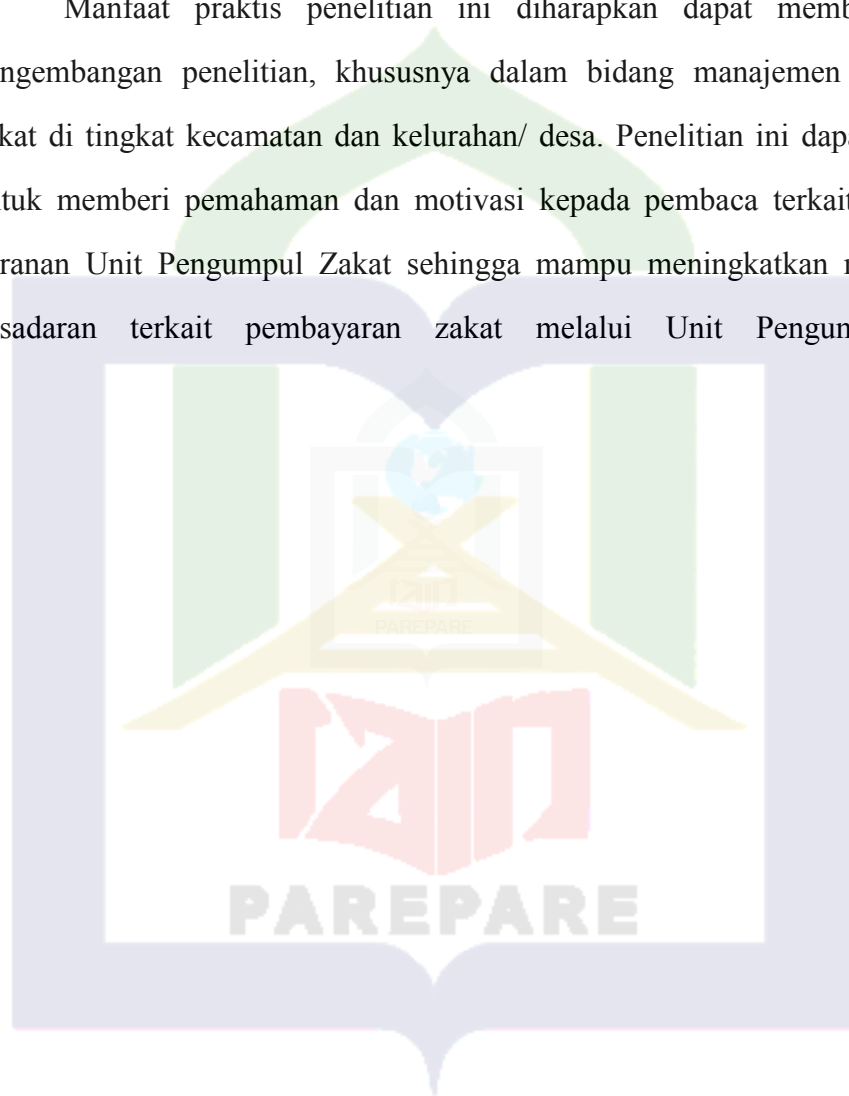 Manfaat praktis penelitian ini diharapkan dapat memb
ngembangan penelitian, khususnya dalam bidang manajemen
kat di tingkat kecamatan dan kelurahan/ desa. Penelitian ini dapa
tuk memberi pemahaman dan motivasi kepada pembaca terkait
ranan Unit Pengumpul Zakat sehingga mampu meningkatkan
sadaran terkait pembayaran zakat melalui Unit Pengum
IAIN
PAREPARE
IAIN
PAREPARE